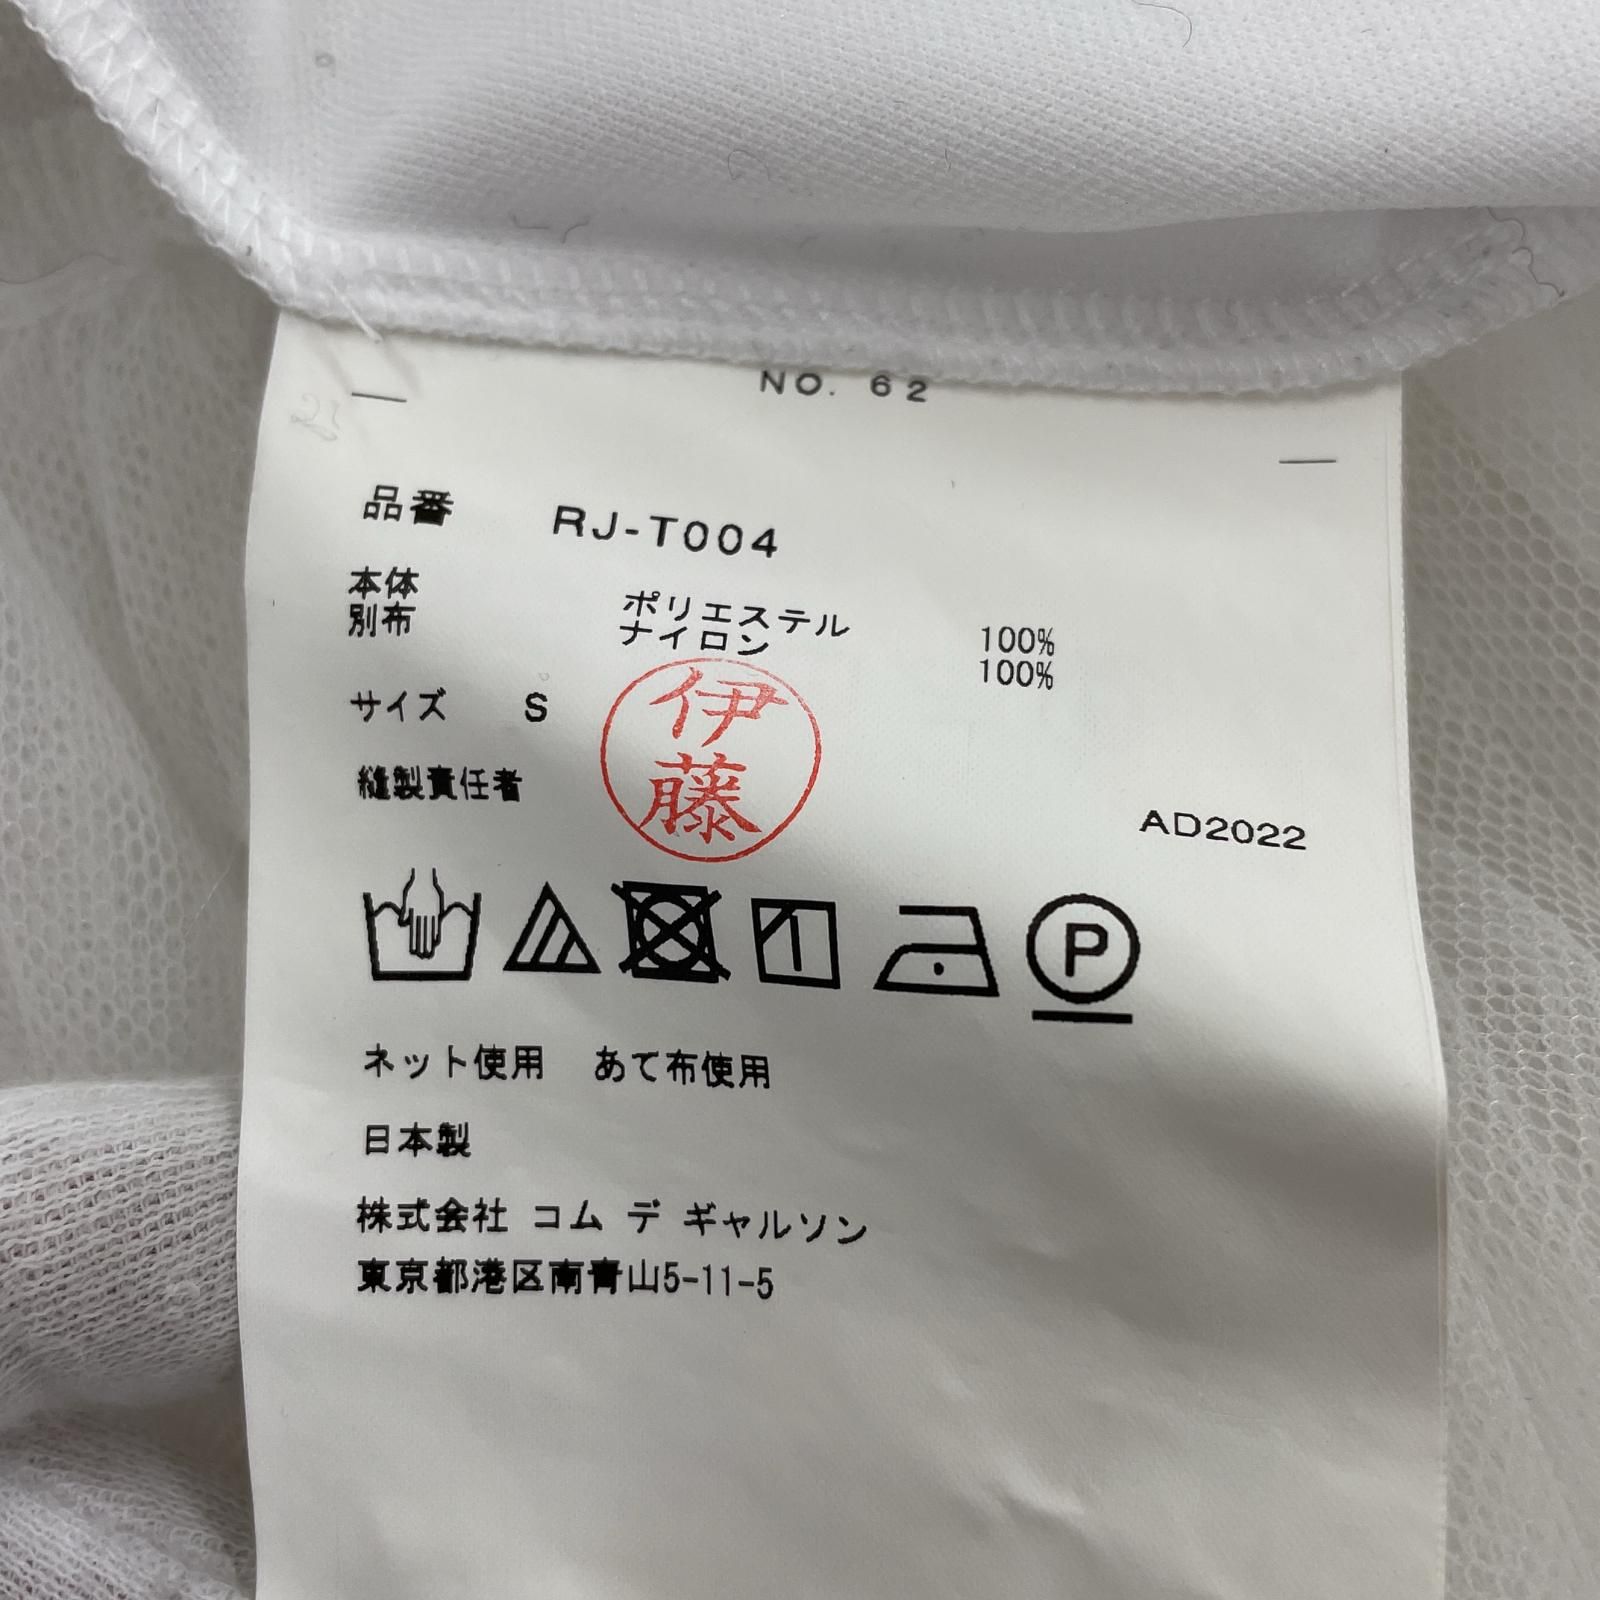 NO. 62
品番 RJ-T004
本体 ポリエステル 100%
別布 ナイロン 100%
サイズ S
伊藤
縫製責任者
AD2022
P
ネット使用 あて布使用
日本製
株式会社 コム デ ギャルソン
東京都港区南青山5-11-5